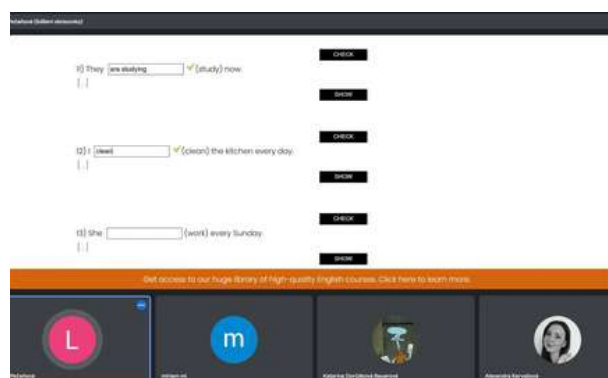 CHECK
11) They are studying (study) now.
[...]
SHOW
CHECK
12) I clean (clean) the kitchen every day.
[...]
SHOW
CHECK
13) She (work) every Sunday.
[...]
SHOW
Get access to our huge library of high-quality English courses. Click here to learn more.
L
m